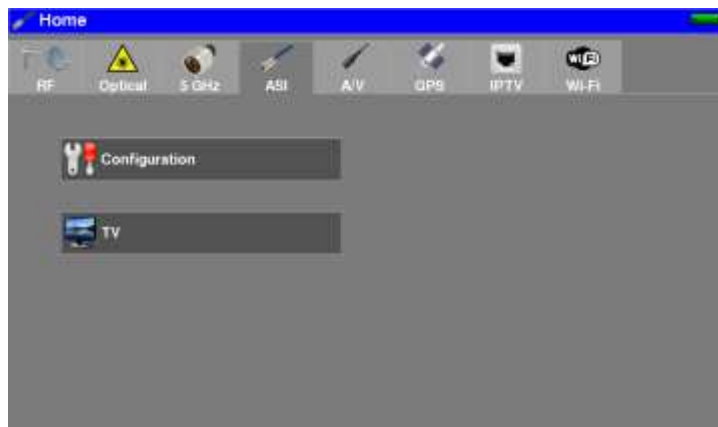 Home
RF
Optical
5 GHz
ASI
A/V
GPS
IPTV
Wi-Fi
Configuration
TV